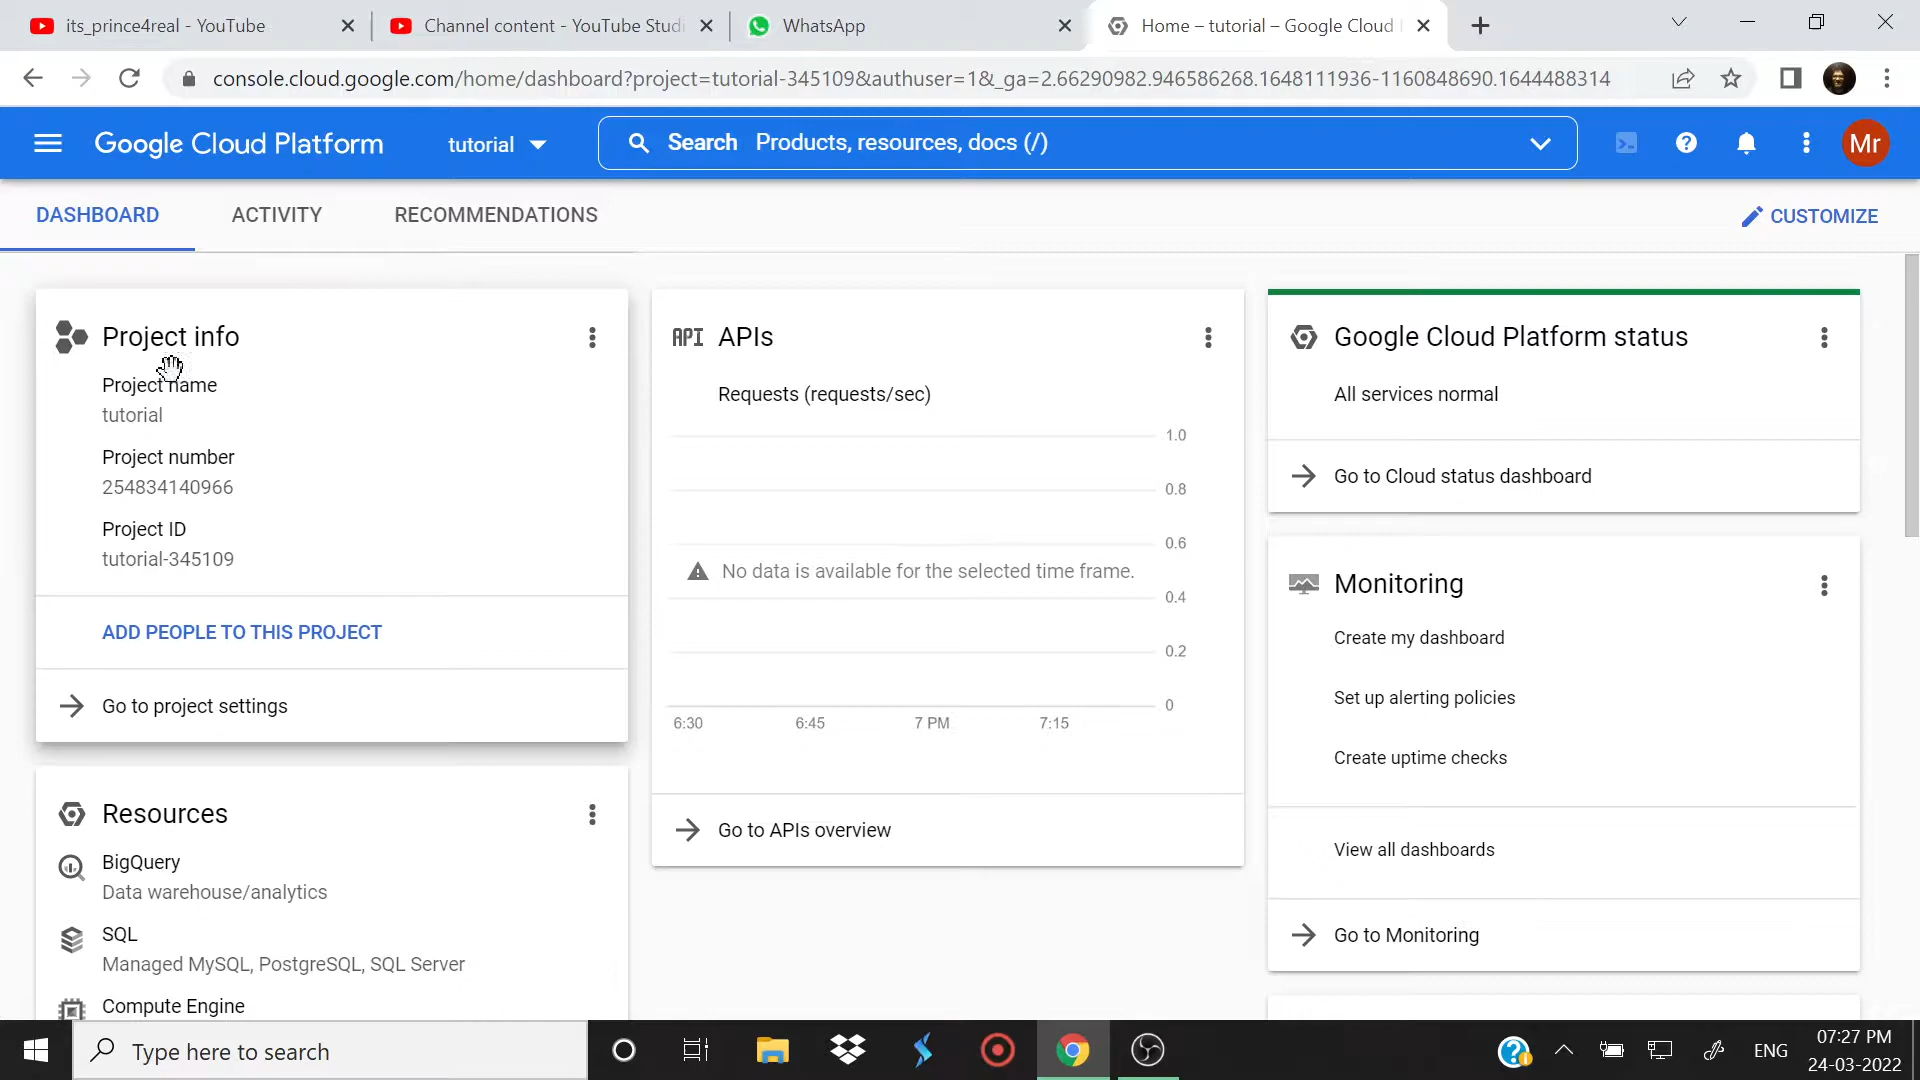 its_prince4real - YouTube
Channel content - YouTube Studi
WhatsApp
Home – tutorial – Google Cloud
console.cloud.google.com/home/dashboard?project=tutorial-345109&authuser=1&_ga=2.66290982.946586268.1648111936-1160848690.1644488314
Google Cloud Platform
tutorial
Search Products, resources, docs (/)
Mr
DASHBOARD
ACTIVITY
RECOMMENDATIONS
CUSTOMIZE
Project info
Project name
tutorial
Project number
254834140966
Project ID
tutorial-345109
ADD PEOPLE TO THIS PROJECT
Go to project settings
Resources
BigQuery
Data warehouse/analytics
SQL
Managed MySQL, PostgreSQL, SQL Server
Compute Engine
API APIs
Requests (requests/sec)
1.0
0.8
0.6
No data is available for the selected time frame.
0.4
0.2
0
6:30 6:45 7 PM 7:15
Go to APIs overview
Google Cloud Platform status
All services normal
Go to Cloud status dashboard
Monitoring
Create my dashboard
Set up alerting policies
Create uptime checks
View all dashboards
Go to Monitoring
Type here to search
ENG
07:27 PM
24-03-2022